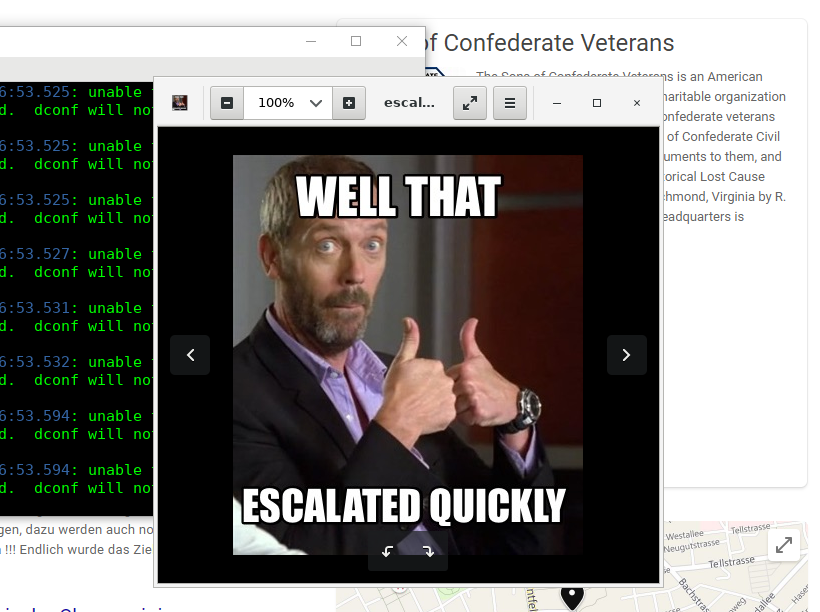 of Confederate Veterans
The Sons of Confederate Veterans is an American
haritable organization
onfederate veterans
of Confederate Civil
uments to them, and
orical Lost Cause
chmond, Virginia by R.
eadquarters is
6:53.525: unable
d. dconf will no
6:53.525: unable
d. dconf will no
6:53.525: unable
d. dconf will no
6:53.527: unable
d. dconf will no
6:53.531: unable
d. dconf will no
6:53.532: unable
d. dconf will no
6:53.594: unable
d. dconf will no
6:53.594: unable
d. dconf will no
100%
escal...
WELL THAT
ESCALATED QUICKLY
gen, dazu werden auch no
!!! Endlich wurde das Zie
Westallee
Neugutstrasse
Tellstrasse
Tellstrasse